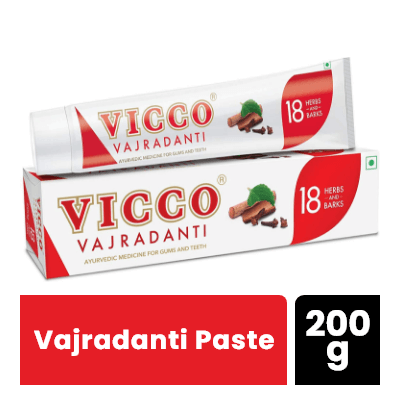 VICCO®
VAJRADANTI
AYURVEDIC MEDICINE FOR GUMS AND TEETH
18 HERBS
AND
BARKS
VICCO®
VAJRADANTI
AYURVEDIC MEDICINE FOR GUMS AND TEETH
18 HERBS
AND
BARKS
Vajradanti Paste
200
g